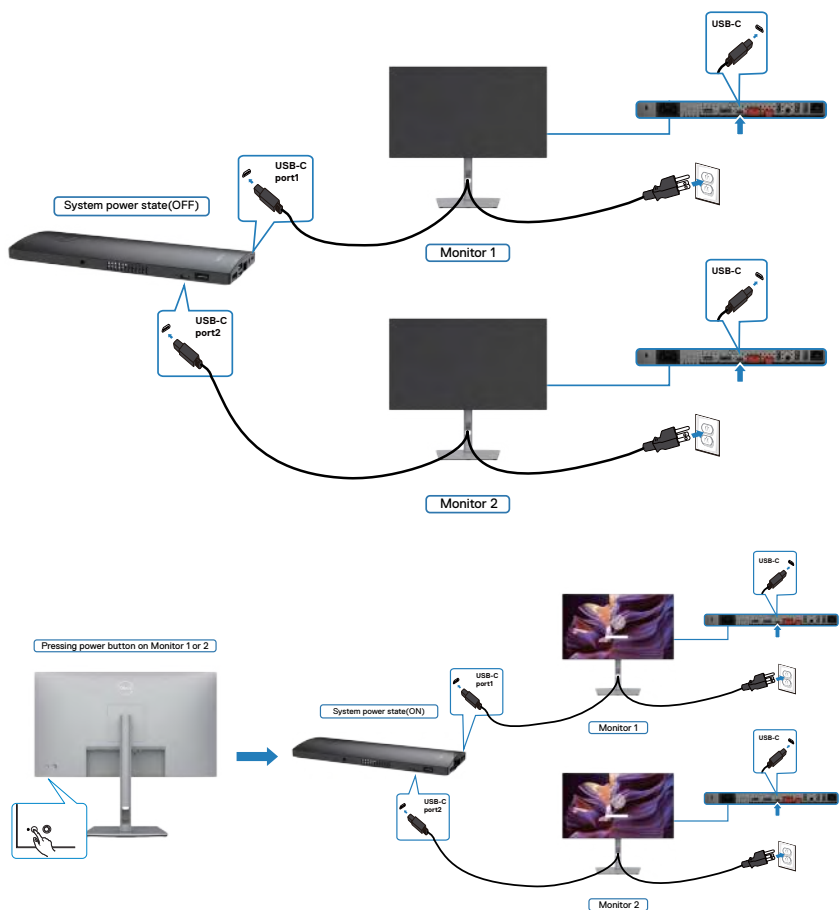 USB-C
USB-C
port1
System power state(OFF)
Monitor 1
USB-C
USB-C
port2
Monitor 2
USB-C
Pressing power button on Monitor 1 or 2
USB-C
port1
System power state(ON)
Monitor 1
USB-C
USB-C
port2
Monitor 2
DELL